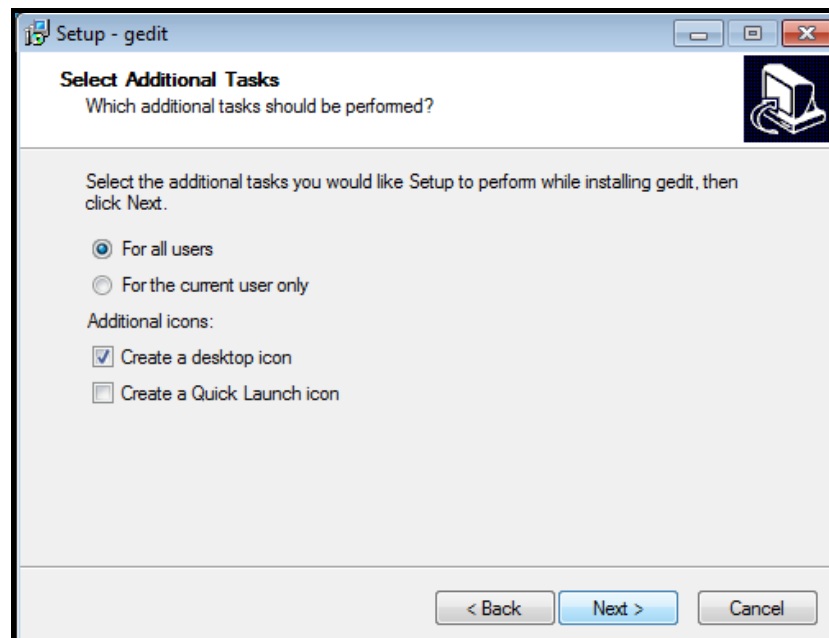 Setup - gedit
Select Additional Tasks
Which additional tasks should be performed?
Select the additional tasks you would like Setup to perform while installing gedit, then
click Next.
For all users
For the current user only
Additional icons:
Create a desktop icon
Create a Quick Launch icon
< Back
Next >
Cancel